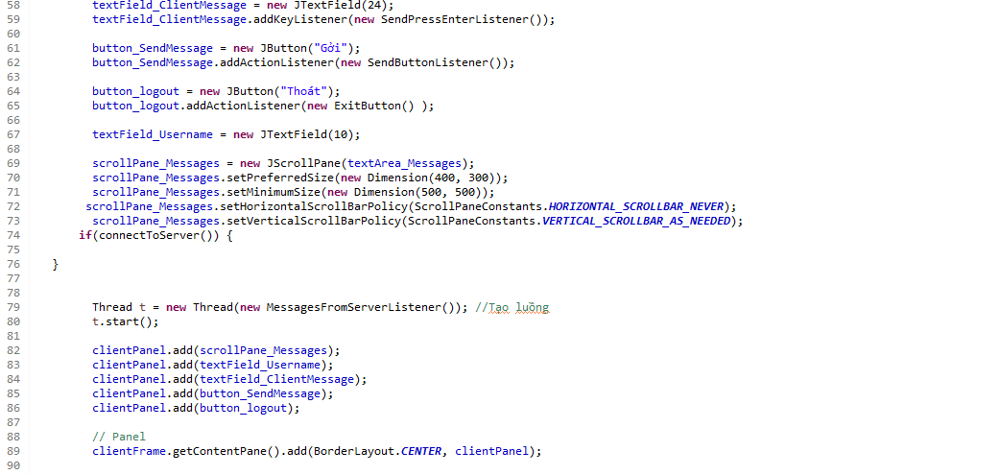 58 textField_ClientMessage = new JTextField(24);
59 textField_ClientMessage.addKeyListener(new SendPressEnterListener());
60
61 button_SendMessage = new JButton("Gởi");
62 button_SendMessage.addActionListener(new SendButtonListener());
63
64 button_logout = new JButton("Thoát");
65 button_logout.addActionListener(new ExitButton() );
66
67 textField_Username = new JTextField(10);
68
69 scrollPane_Messages = new JScrollPane(textArea_Messages);
70 scrollPane_Messages.setPreferredSize(new Dimension(400, 300));
71 scrollPane_Messages.setMinimumSize(new Dimension(500, 500));
72 scrollPane_Messages.setHorizontalScrollBarPolicy(ScrollPaneConstants.HORIZONTAL_SCROLLBAR_NEVER);
73 scrollPane_Messages.setVerticalScrollBarPolicy(ScrollPaneConstants.VERTICAL_SCROLLBAR_AS_NEEDED);
74 if(connectToServer()) {
75
76 }
77
78
79 Thread t = new Thread(new MessagesFromServerListener()); //Tạo luồng
80 t.start();
81
82 clientPanel.add(scrollPane_Messages);
83 clientPanel.add(textField_Username);
84 clientPanel.add(textField_ClientMessage);
85 clientPanel.add(button_SendMessage);
86 clientPanel.add(button_logout);
87
88 // Panel
89 clientFrame.getContentPane().add(BorderLayout.CENTER, clientPanel);
90